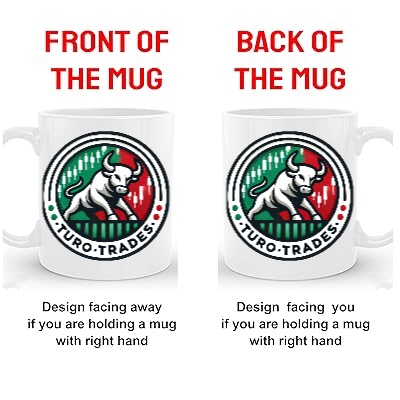 FRONT OF
THE MUG
BACK OF
THE MUG
TURO·TRADES
TURO·TRADES
Design facing away
if you are holding a mug
with right hand
Design facing you
if you are holding a mug
with right hand